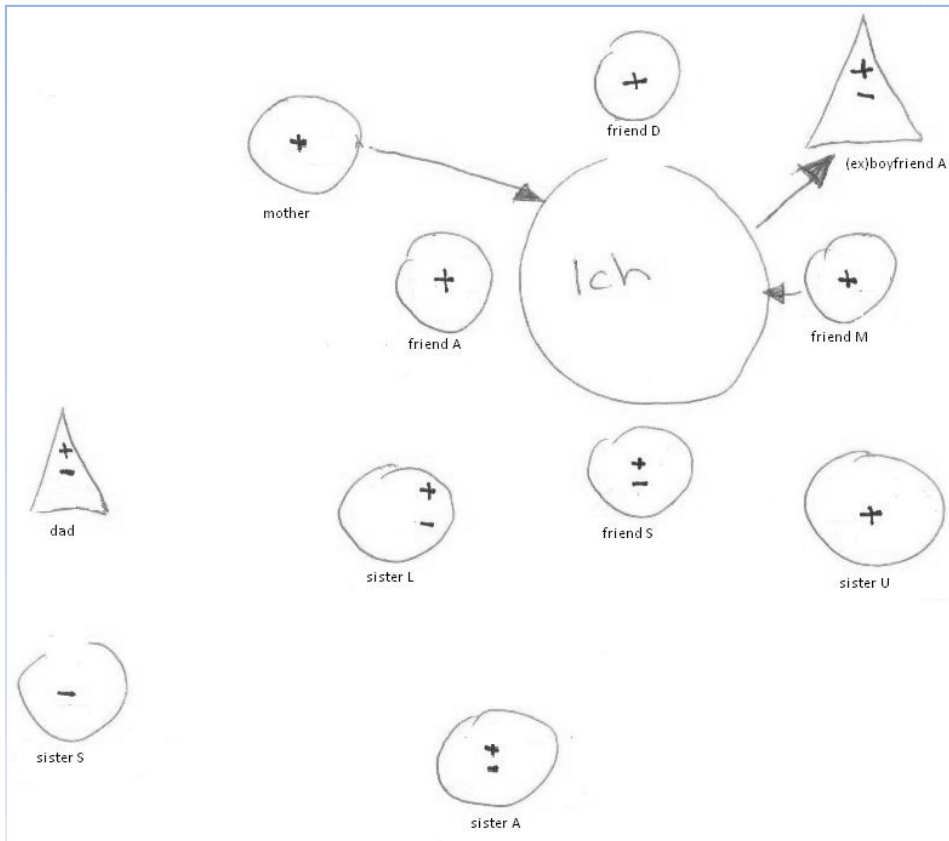 +
friend D
+
−
(ex)boyfriend A
+
mother
Ich
+
friend A
+
friend M
+
−
dad
+
−
sister L
+
−
friend S
+
sister U
−
sister S
+
−
sister A